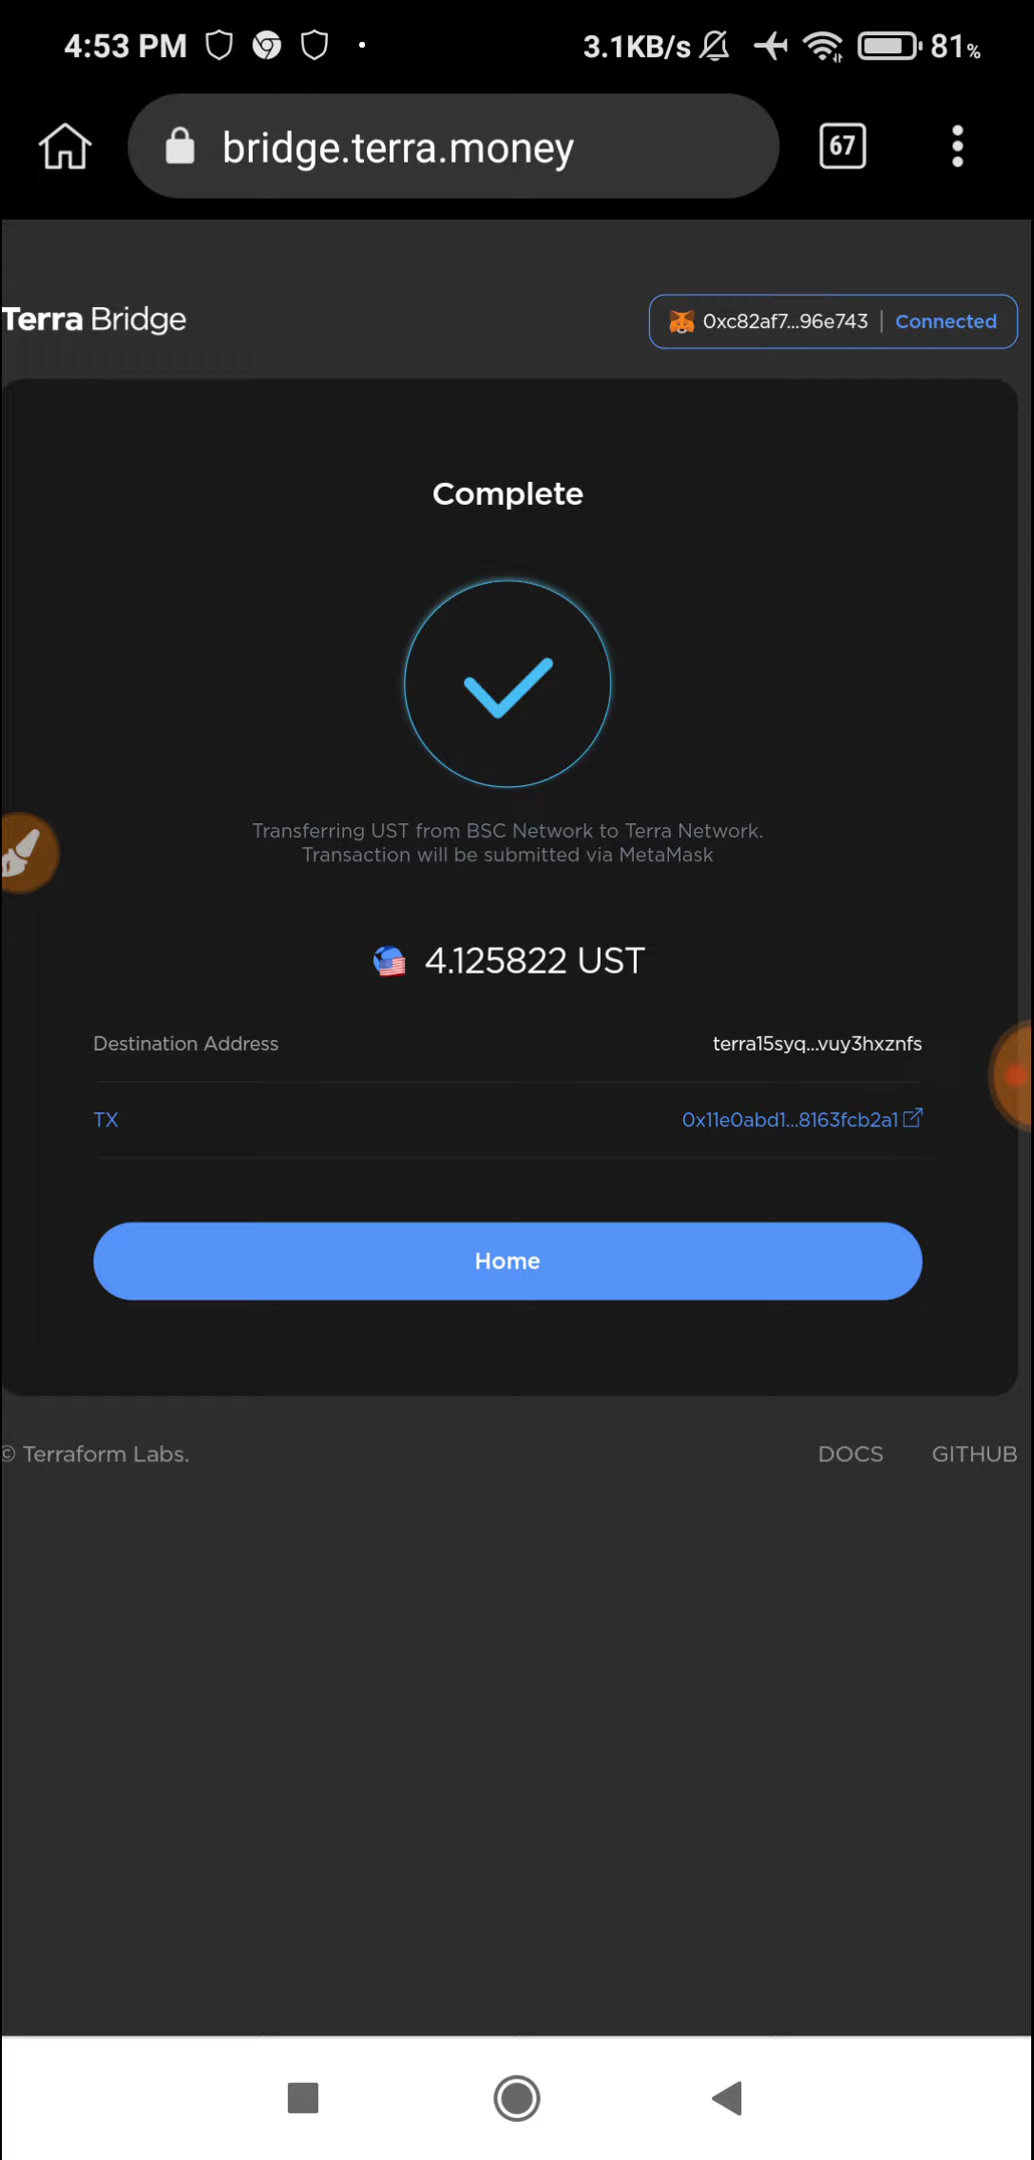 4:53 PM 3.1KB/s 81%
bridge.terra.money 67
Terra Bridge 0xc82af7...96e743 | Connected
Complete
Transferring UST from BSC Network to Terra Network.
Transaction will be submitted via MetaMask
4.125822 UST
Destination Address terra15syq...vuy3hxznfs
TX 0x11e0abd1...8163fcb2a1
Home
© Terraform Labs. DOCS GITHUB